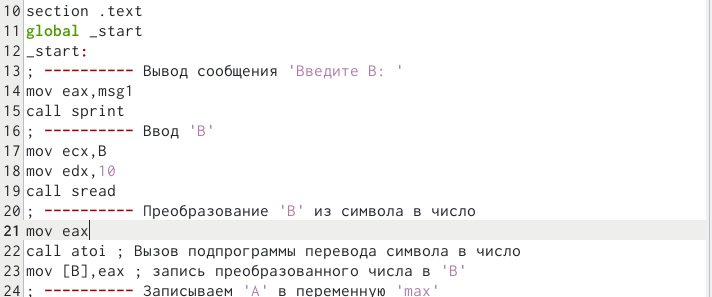 10 section .text
11 global _start
12 _start:
13 ; ---------- Вывод сообщения 'Введите B: '
14 mov eax,msg1
15 call sprint
16 ; ---------- Ввод 'B'
17 mov ecx,B
18 mov edx,10
19 call sread
20 ; ---------- Преобразование 'B' из символа в число
21 mov eax
22 call atoi ; Вызов подпрограммы перевода символа в число
23 mov [B],eax ; запись преобразованного числа в 'B'
24 ; ---------- Записываем 'A' в переменную 'max'